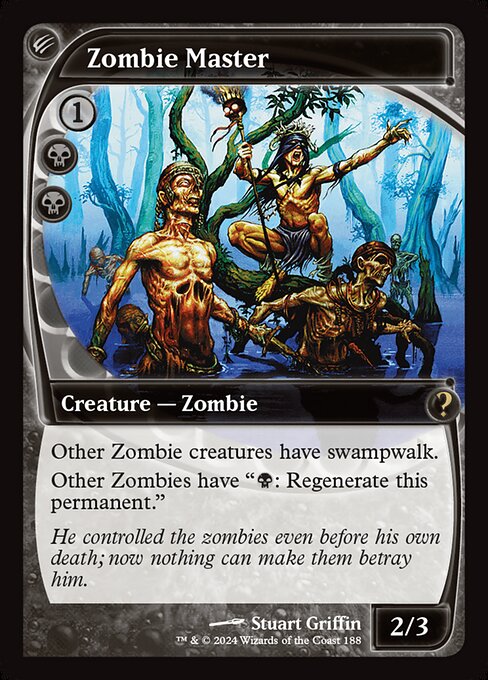 Zombie Master
1
?
Creature — Zombie
Other Zombie creatures have swampwalk.
Other Zombies have “💀: Regenerate this
permanent.”
He controlled the zombies even before his own
death; now nothing can make them betray
him.
Stuart Griffin
™ & © 2024 Wizards of the Coast 188
2/3